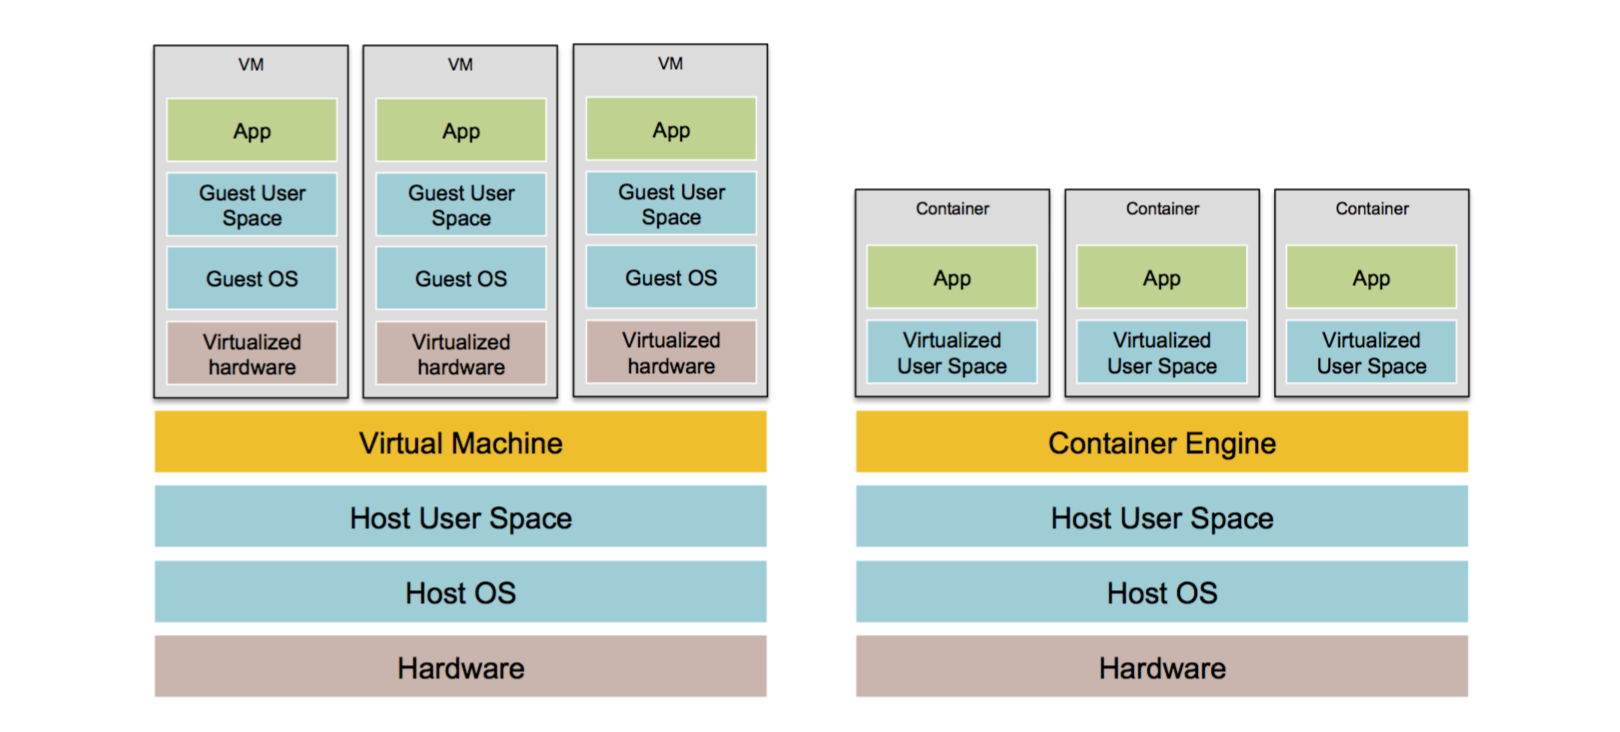 VM
App
Guest User
Space
Guest OS
Virtualized
hardware
VM
App
Guest User
Space
Guest OS
Virtualized
hardware
VM
App
Guest User
Space
Guest OS
Virtualized
hardware
Virtual Machine
Host User Space
Host OS
Hardware
Container
App
Virtualized
User Space
Container
App
Virtualized
User Space
Container
App
Virtualized
User Space
Container Engine
Host User Space
Host OS
Hardware